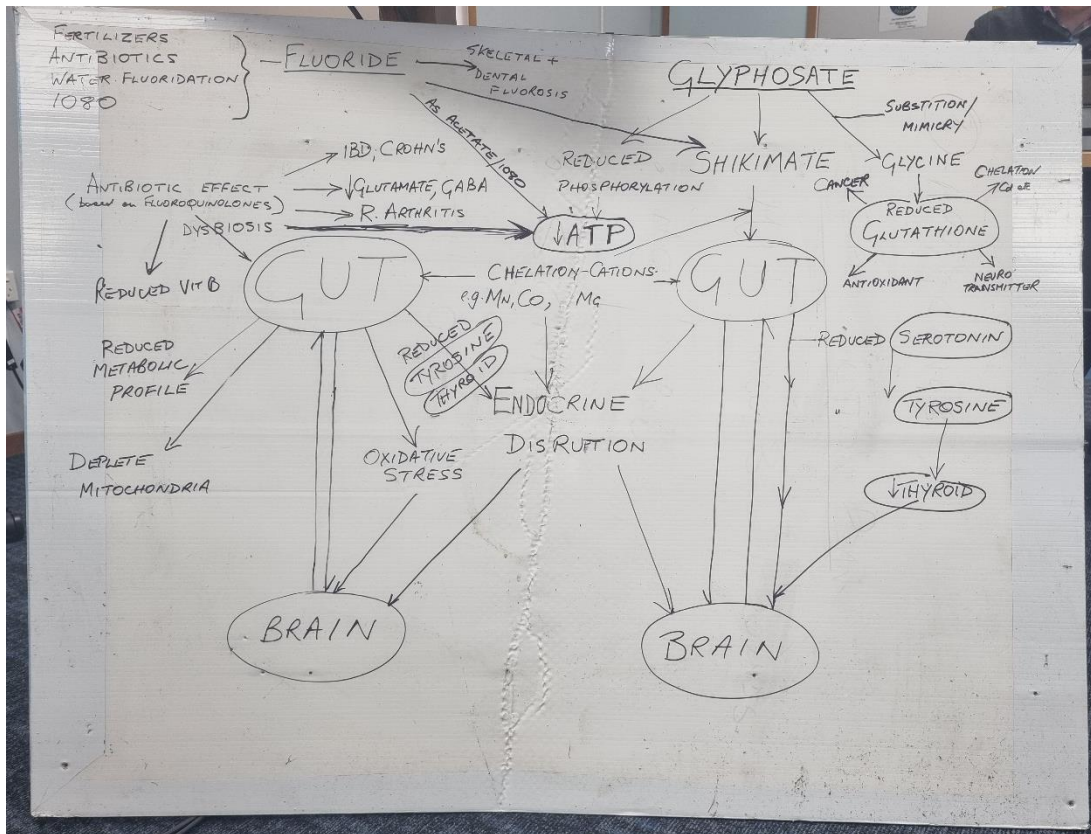 FERTILIZERS
ANTIBIOTICS
WATER FLUORIDATION
1080
FLUORIDE
SKELETAL +
DENTAL
FLUOROSIS
AS ACETATE/1080
ANTIBIOTIC EFFECT
(based on FLUOROQUINOLONES)
DYSBIOSIS
IBD, CROHN'S
↓GLUTAMATE, GABA
R. ARTHRITIS
REDUCED VIT B
GUT
REDUCED
METABOLIC
PROFILE
DEPLETE
MITOCHONDRIA
OXIDATIVE
STRESS
REDUCED
TYROSINE
THYROID
BRAIN
↓ATP
CHELATION-CATIONS
e.g. Mn, Co, Mg
ENDOCRINE
DISRUPTION
GLYPHOSATE
REDUCED
PHOSPHORYLATION
SHIKIMATE
SUBSTITION/
MIMICRY
GLYCINE
CANCER
CHELATION
REDUCED
GLUTATHIONE
ANTIOXIDANT
NEURO
TRANSMITTER
GUT
REDUCED SEROTONIN
TYROSINE
↓THYROID
BRAIN